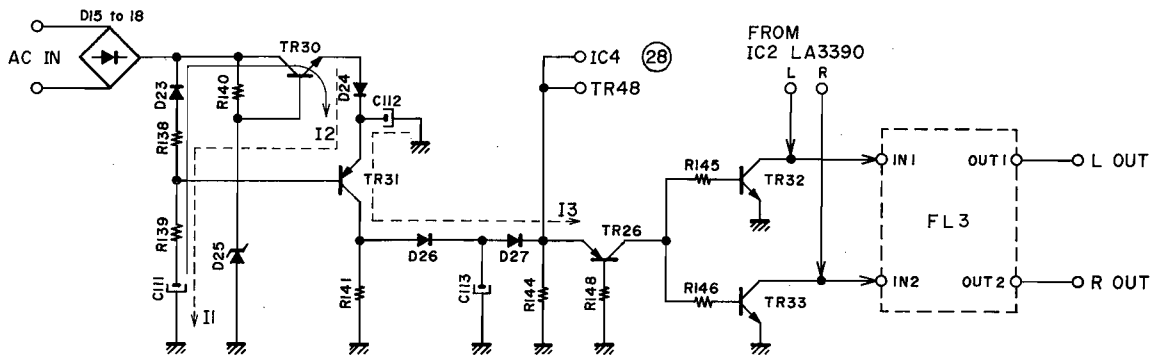 D15 to 18
AC IN
D23
R138
R139
C111
I1
R140
D25
TR30
I2
D24
C112
TR31
R141
D26
C113
D27
I3
R144
IC4 28
TR48
TR26
R148
R145
R146
TR32
TR33
FROM
IC2 LA3390
L R
IN1 OUT1 L OUT
FL3
IN2 OUT2 R OUT